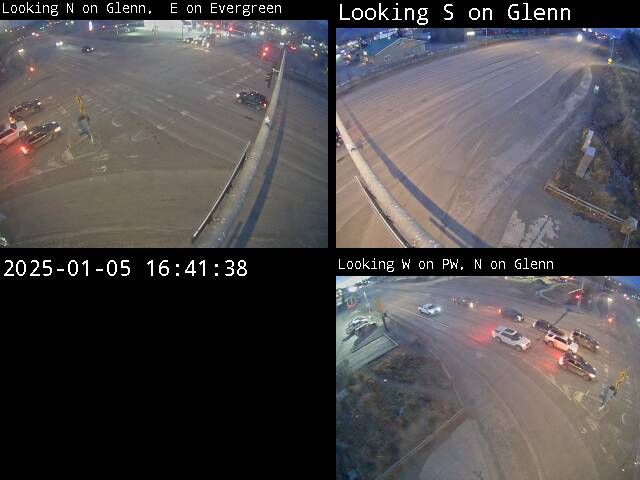 Looking N on Glenn,  E on Evergreen
Looking S on Glenn
2025-01-05 16:41:38
Looking W on PW, N on Glenn